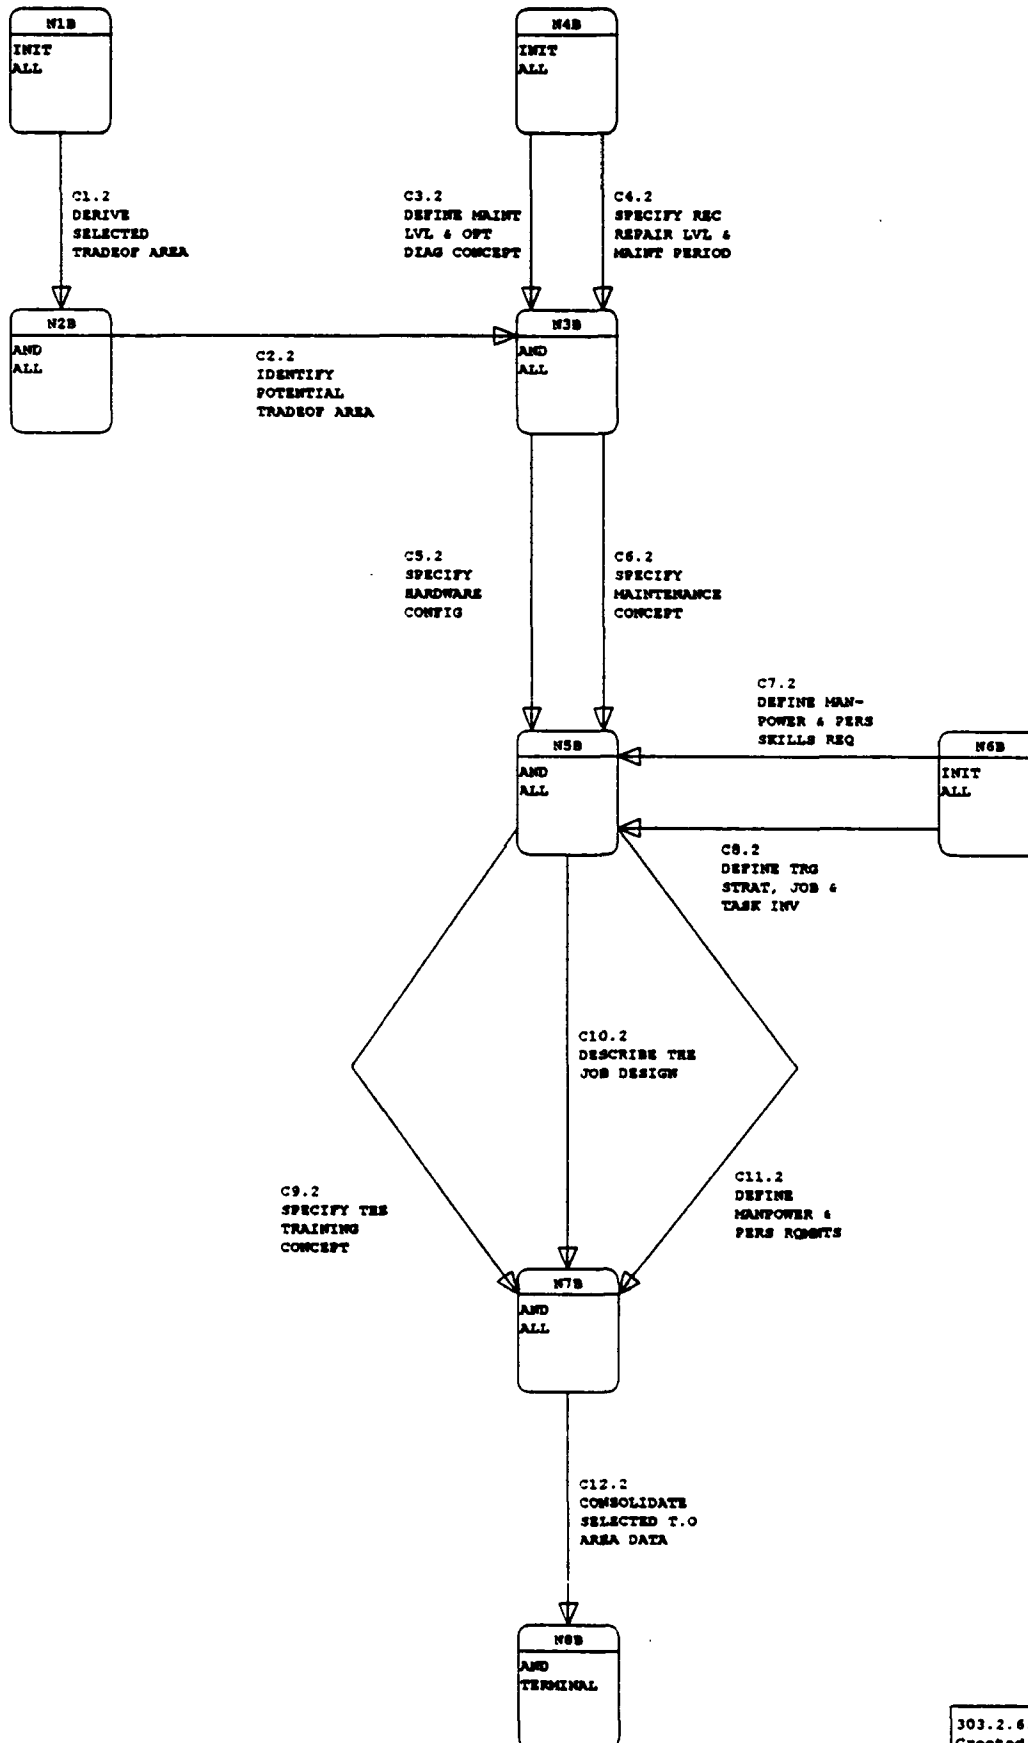 N1B
INIT
ALL
N4B
INIT
ALL
C1.2
DERIVE
SELECTED
TRADEOF AREA
C3.2
DEFINE MAINT
LVL & OPT
DIAG CONCEPT
C4.2
SPECIFY REC
REPAIR LVL &
MAINT PERIOD
N2B
AND
ALL
C2.2
IDENTIFY
POTENTIAL
TRADEOF AREA
N3B
AND
ALL
C5.2
SPECIFY
HARDWARE
CONFIG
C6.2
SPECIFY
MAINTENANCE
CONCEPT
C7.2
DEFINE MAN-
POWER & PERS
SKILLS REQ
N5B
AND
ALL
N6B
INIT
ALL
C8.2
DEFINE TRG
STRAT, JOB &
TASK INV
C10.2
DESCRIBE THE
JOB DESIGN
C9.2
SPECIFY THE
TRAINING
CONCEPT
C11.2
DEFINE
MANPOWER &
PERS RQMNTS
N7B
AND
ALL
C12.2
CONSOLIDATE
SELECTED T.O
AREA DATA
N8B
AND
TERMINAL
303.2.6
Created